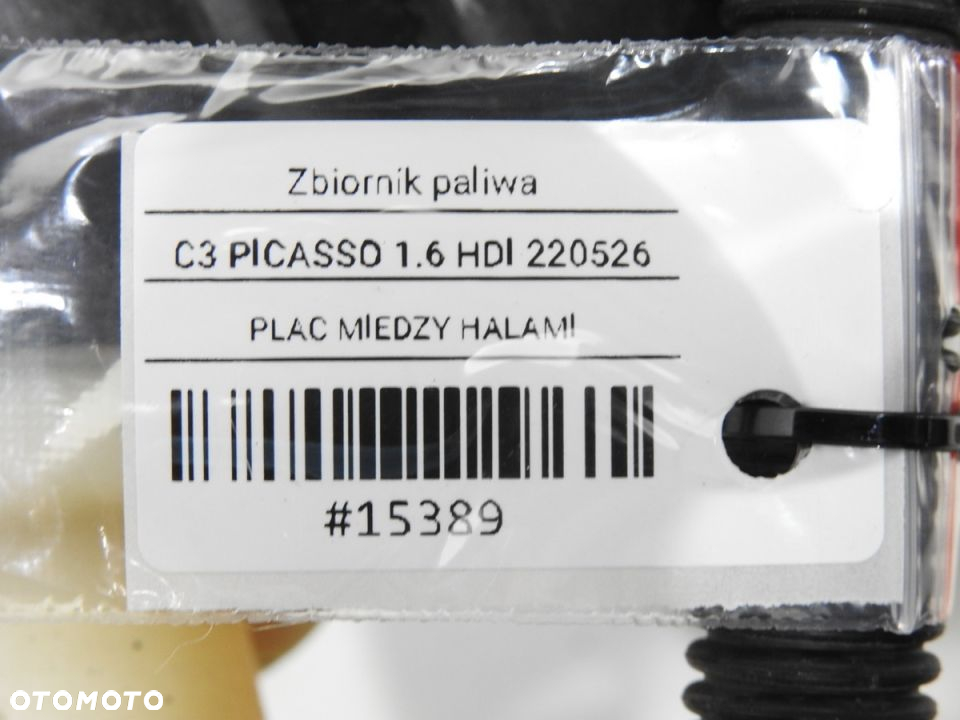 Zbiornik paliwa
C3 PICASSO 1.6 HDI 220526
PLAC MIEDZY HALAMI
#15389
OTOMOTO